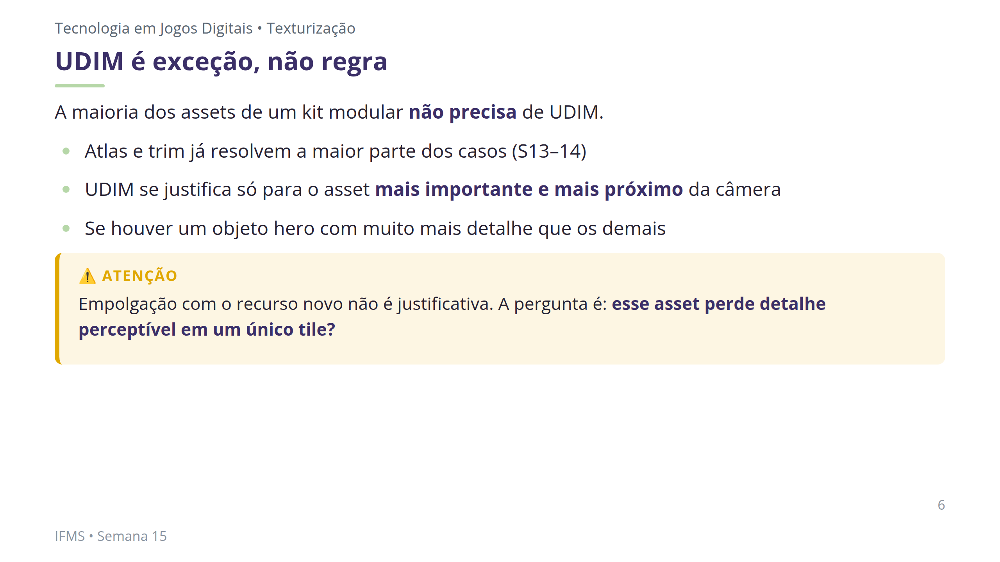 Tecnologia em Jogos Digitais • Texturização
UDIM é exceção, não regra
A maioria dos assets de um kit modular não precisa de UDIM.
• Atlas e trim já resolvem a maior parte dos casos (S13–14)
• UDIM se justifica só para o asset mais importante e mais próximo da câmera
• Se houver um objeto hero com muito mais detalhe que os demais
⚠️ ATENÇÃO
Empolgação com o recurso novo não é justificativa. A pergunta é: esse asset perde detalhe
perceptível em um único tile?
6
IFMS • Semana 15